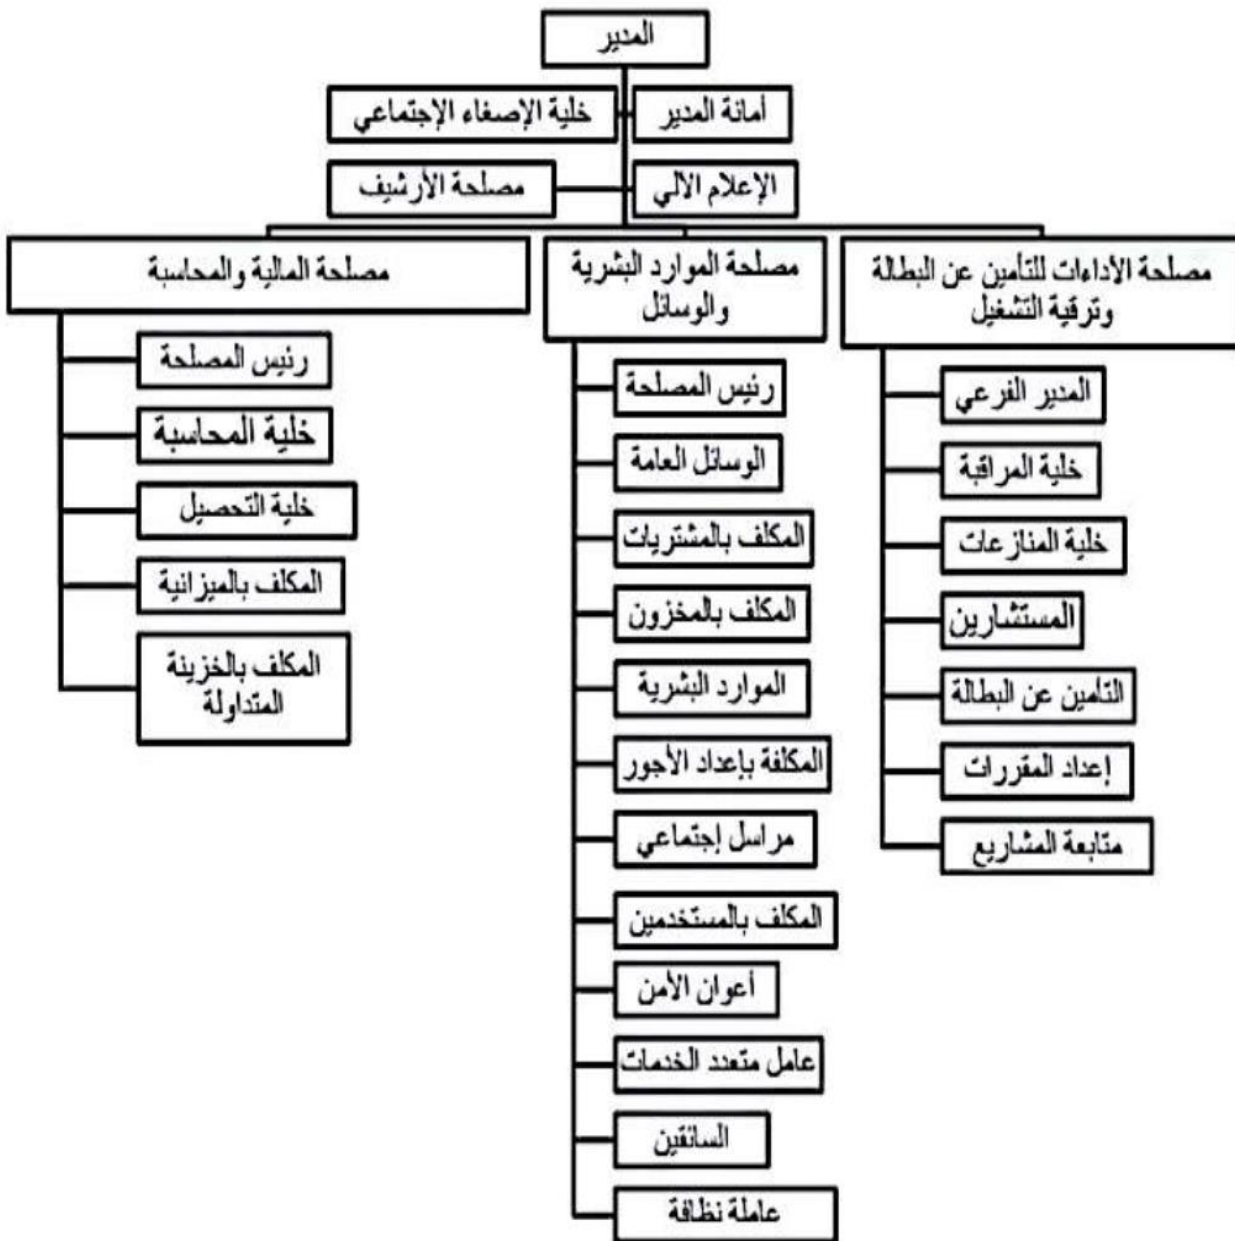 المدير
أمانة المدير
خلية الإصغاء الإجتماعي
الإعلام الآلي
مصلحة الأرشيف
مصلحة الأداءات للتأمين عن البطالة
وترقية التشغيل
المدير الفرعي
خلية المراقبة
خلية المنازعات
المستشارين
التأمين عن البطالة
إعداد المقررات
متابعة المشاريع
مصلحة الموارد البشرية
والوسائل
رئيس المصلحة
الوسائل العامة
المكلف بالمشتريات
المكلف بالمخزون
الموارد البشرية
المكلفة بإعداد الأجور
مراسل إجتماعي
المكلف بالمستخدمين
أعوان الأمن
عامل متعدد الخدمات
السائقين
عاملة نظافة
مصلحة المالية والمحاسبة
رئيس المصلحة
خلية المحاسبة
خلية التحصيل
المكلف بالميزانية
المكلف بالخزينة
المتداولة